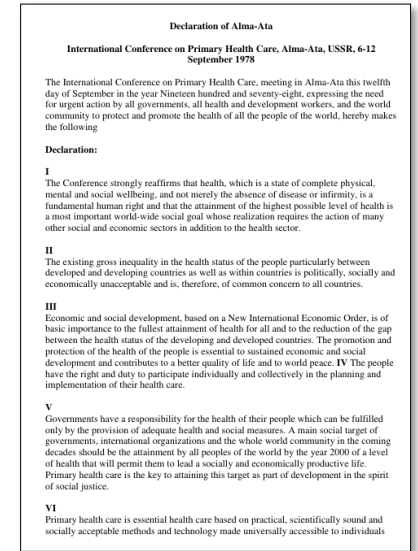 Declaration of Alma-Ata
International Conference on Primary Health Care, Alma-Ata, USSR, 6-12
September 1978
The International Conference on Primary Health Care, meeting in Alma-Ata this twelfth
day of September in the year Nineteen hundred and seventy-eight, expressing the need
for urgent action by all governments, all health and development workers, and the world
community to protect and promote the health of all the people of the world, hereby makes
the following
Declaration:
I
The Conference strongly reaffirms that health, which is a state of complete physical,
mental and social wellbeing, and not merely the absence of disease or infirmity, is a
fundamental human right and that the attainment of the highest possible level of health is
a most important world-wide social goal whose realization requires the action of many
other social and economic sectors in addition to the health sector.
II
The existing gross inequality in the health status of the people particularly between
developed and developing countries as well as within countries is politically, socially and
economically unacceptable and is, therefore, of common concern to all countries.
III
Economic and social development, based on a New International Economic Order, is of
basic importance to the fullest attainment of health for all and to the reduction of the gap
between the health status of the developing and developed countries. The promotion and
protection of the health of the people is essential to sustained economic and social
development and contributes to a better quality of life and to world peace. IV The people
have the right and duty to participate individually and collectively in the planning and
implementation of their health care.
V
Governments have a responsibility for the health of their people which can be fulfilled
only by the provision of adequate health and social measures. A main social target of
governments, international organizations and the whole world community in the coming
decades should be the attainment by all peoples of the world by the year 2000 of a level
of health that will permit them to lead a socially and economically productive life.
Primary health care is the key to attaining this target as part of development in the spirit
of social justice.
VI
Primary health care is essential health care based on practical, scientifically sound and
socially acceptable methods and technology made universally accessible to individuals